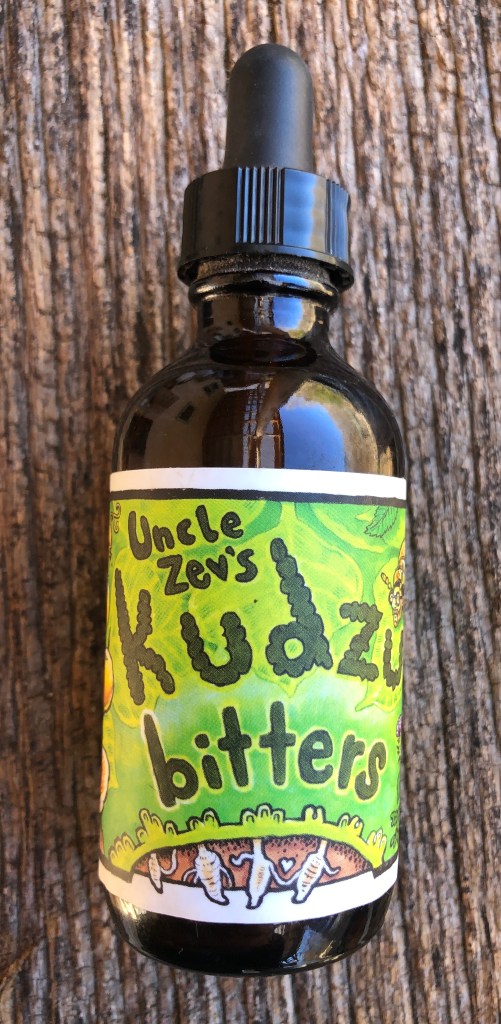 Uncle
Zev's
Kudzu
bitters